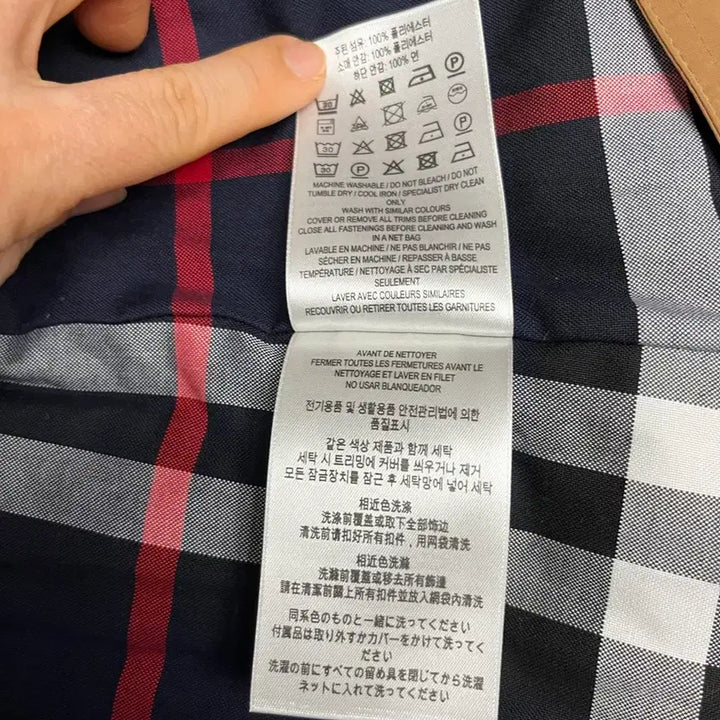 주된 섬유: 100% 폴리에스터
소매 안감: 100% 폴리에스터
하단 안감: 100% 면
30
30
30
MACHINE WASHABLE / DO NOT BLEACH / DO NOT
TUMBLE DRY / COOL IRON / SPECIALIST DRY CLEAN
ONLY
WASH WITH SIMILAR COLOURS
COVER OR REMOVE ALL TRIMS BEFORE CLEANING
CLOSE ALL FASTENINGS BEFORE CLEANING AND WASH
IN A NET BAG
LAVABLE EN MACHINE / NE PAS BLANCHIR / NE PAS
SÉCHER EN MACHINE / REPASSER À BASSE
TEMPÉRATURE / NETTOYAGE À SEC PAR SPÉCIALISTE
SEULEMENT
LAVER AVEC COULEURS SIMILAIRES
RECOUVRIR OU RETIRER TOUTES LES GARNITURES
AVANT DE NETTOYER
FERMER TOUTES LES FERMETURES AVANT LE
NETTOYAGE ET LAVER EN FILET
NO USAR BLANQUEADOR
전기용품 및 생활용품 안전관리법에 의한
품질표시
같은 색상 제품과 함께 세탁
세탁 시 트리밍에 커버를 씌우거나 제거
모든 잠금장치를 잠근 후 세탁망에 넣어 세탁
相近色洗涤
洗涤前覆盖或取下全部饰边
清洗前请扣好所有扣件，用网袋清洗
相近色洗滌
洗滌前覆蓋或移去所有飾邊
請在清潔前關上所有扣件並放入網袋內清洗
同系色のものと一緒に洗ってください
付属品は取り外すかカバーをかけて洗ってく
ださい
洗濯の前にすべての留め具を閉じてから洗濯
ネットに入れて洗ってください